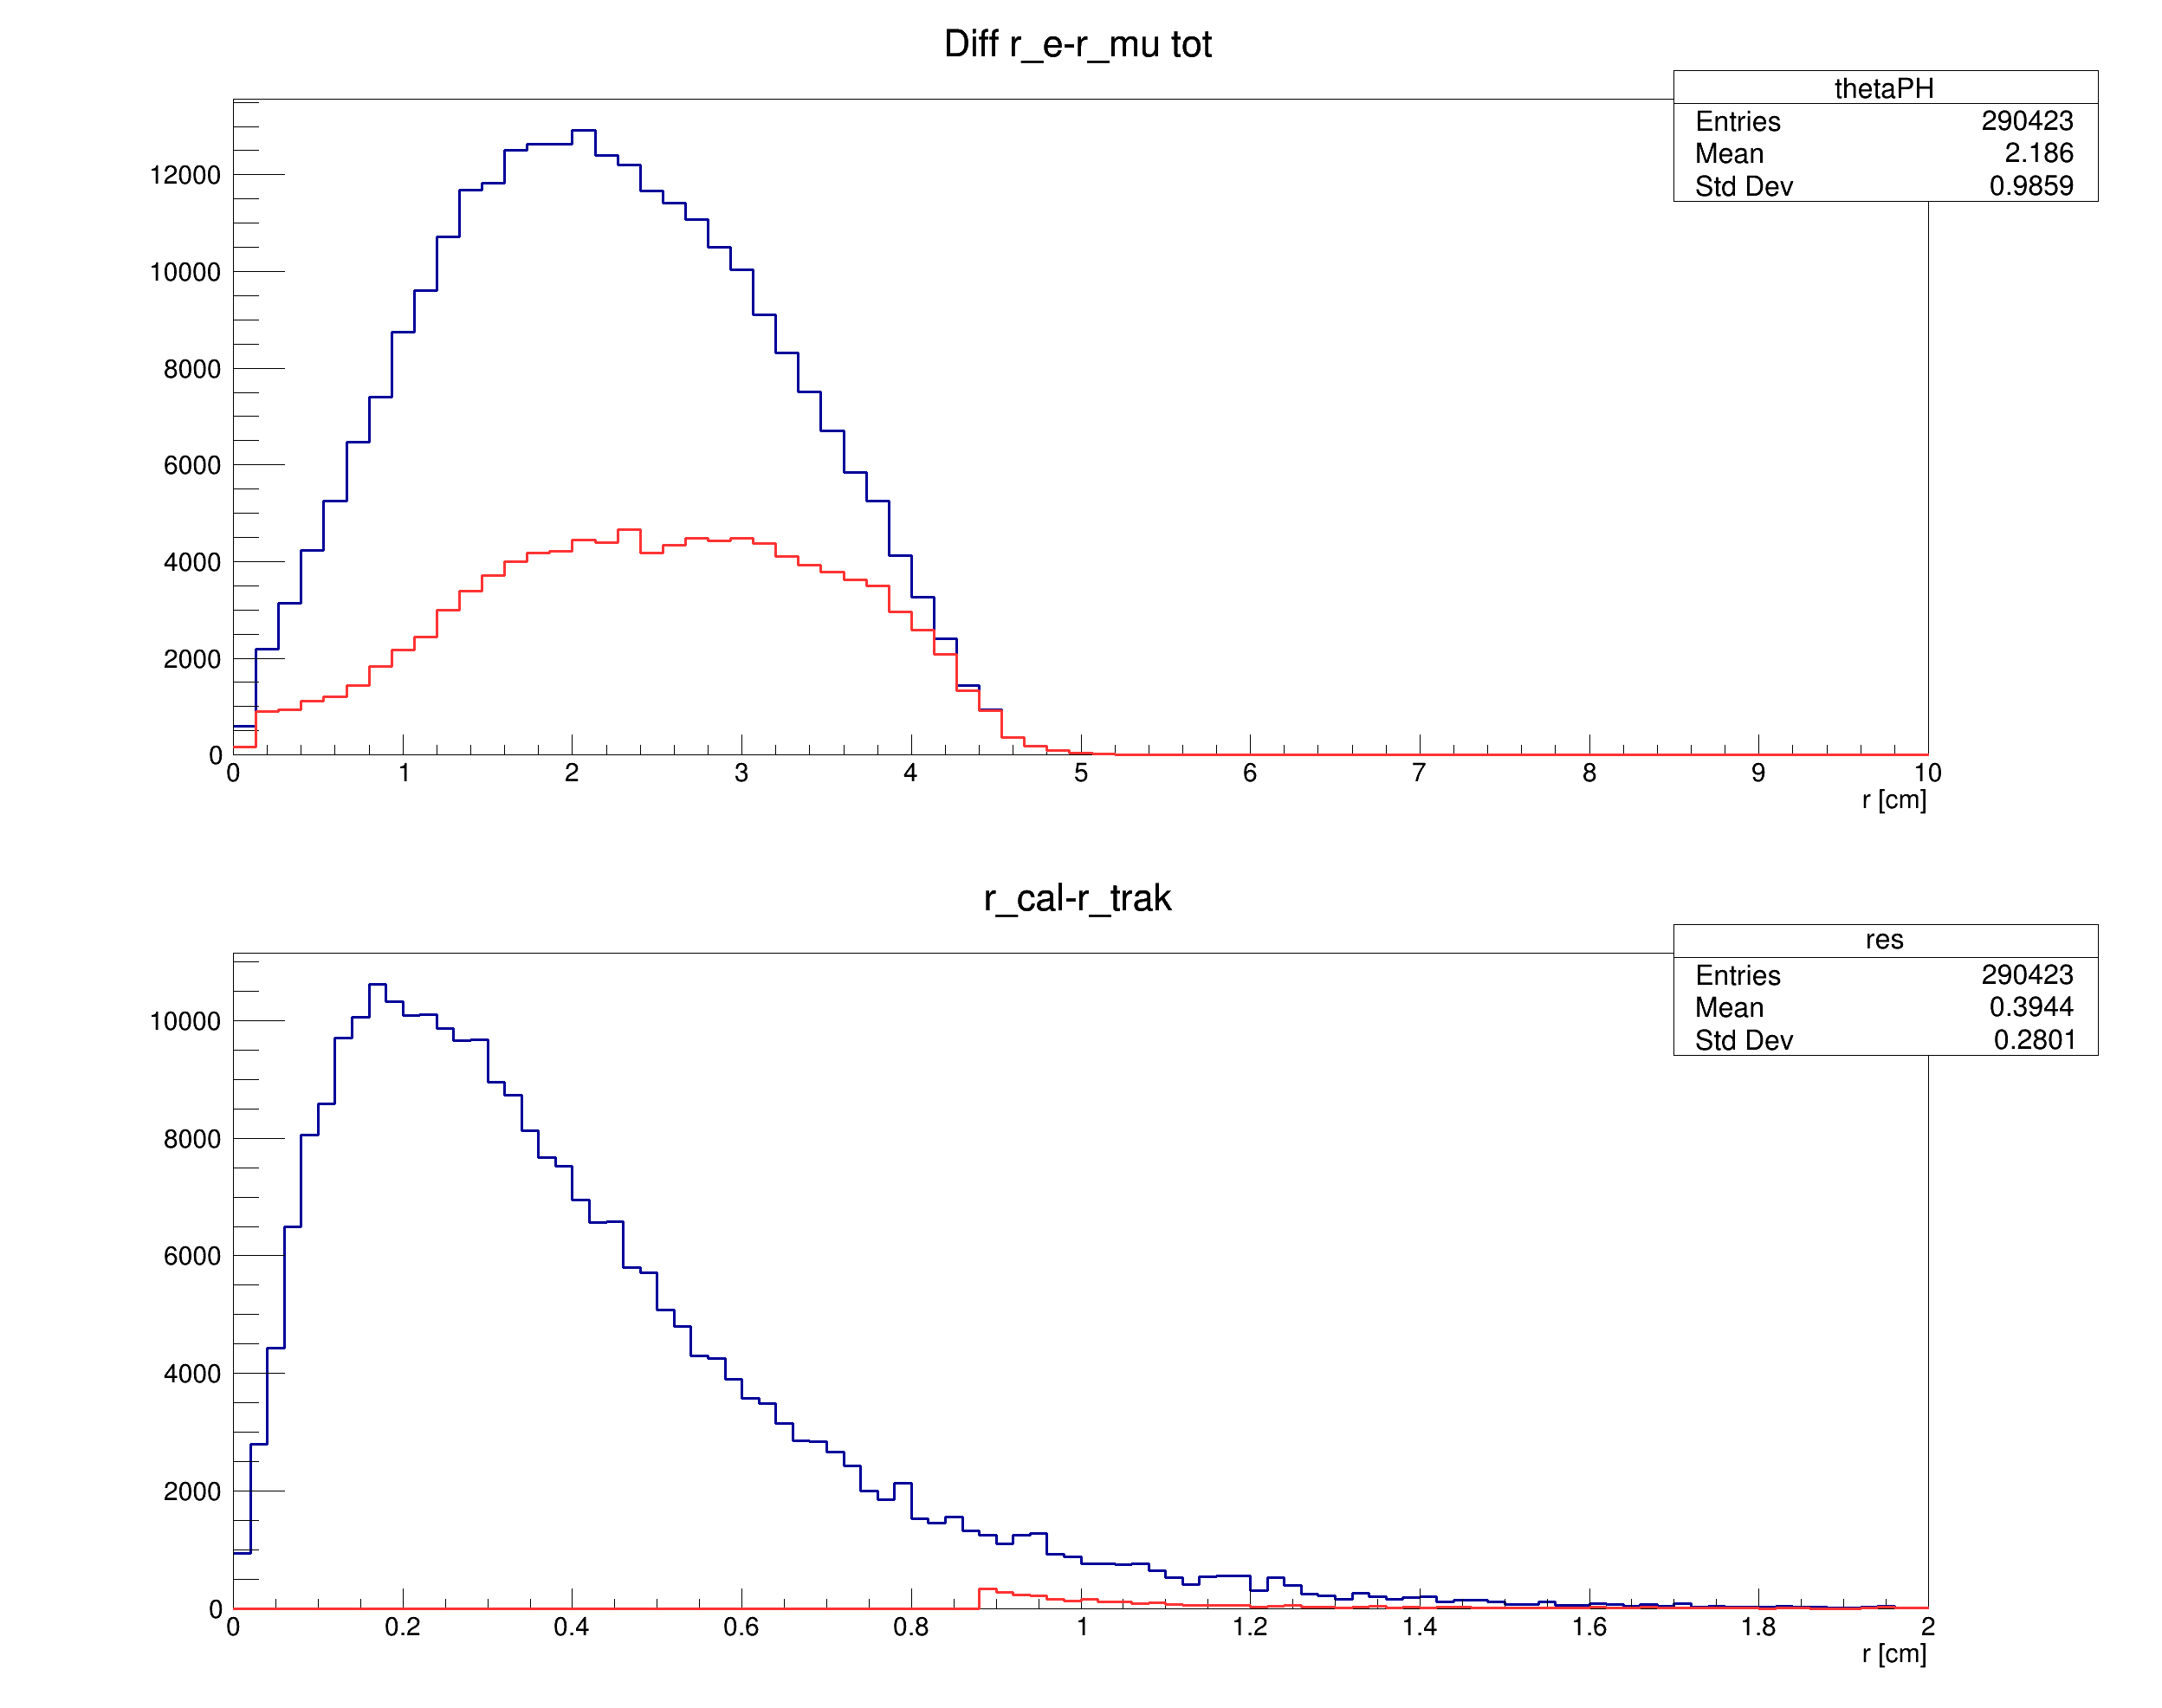 Diff r_e-r_mu tot
thetaPH
Entries 290423
Mean 2.186
Std Dev 0.9859
12000
10000
8000
6000
4000
2000
0
0 1 2 3 4 5 6 7 8 9 10
r [cm]
r_cal-r_trak
res
Entries 290423
Mean 0.3944
Std Dev 0.2801
10000
8000
6000
4000
2000
0
0 0.2 0.4 0.6 0.8 1 1.2 1.4 1.6 1.8 2
r [cm]